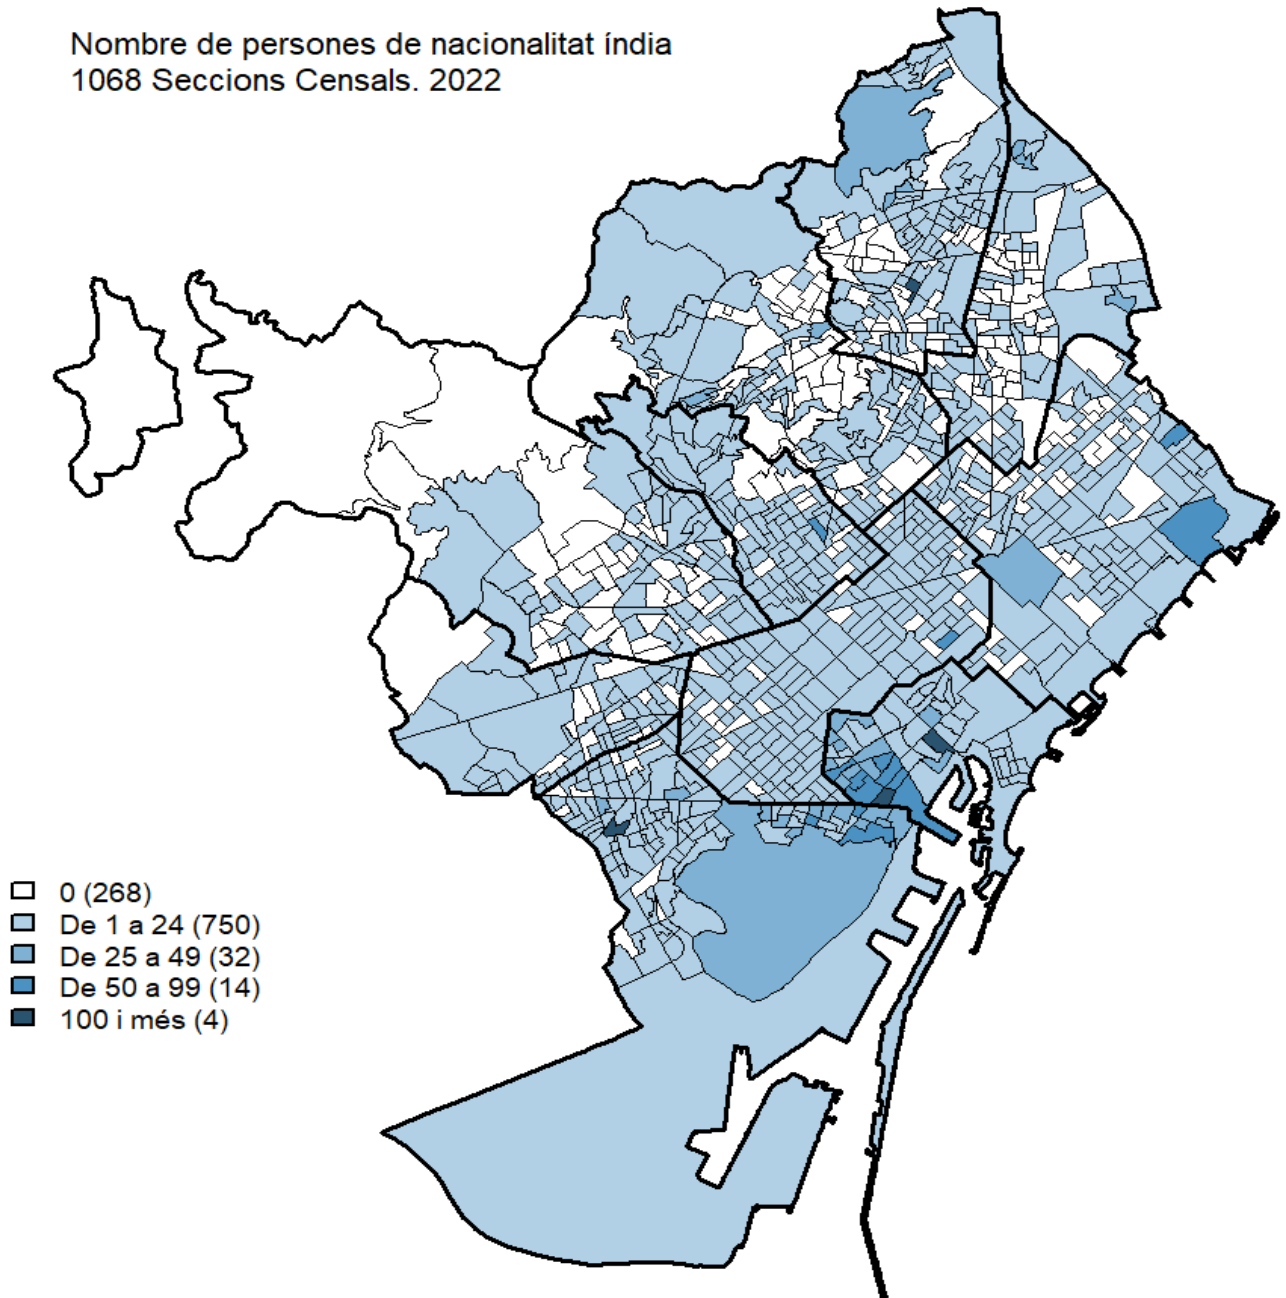 Nombre de persones de nacionalitat índia
1068 Seccions Censals. 2022
0 (268)
De 1 a 24 (750)
De 25 a 49 (32)
De 50 a 99 (14)
100 i més (4)